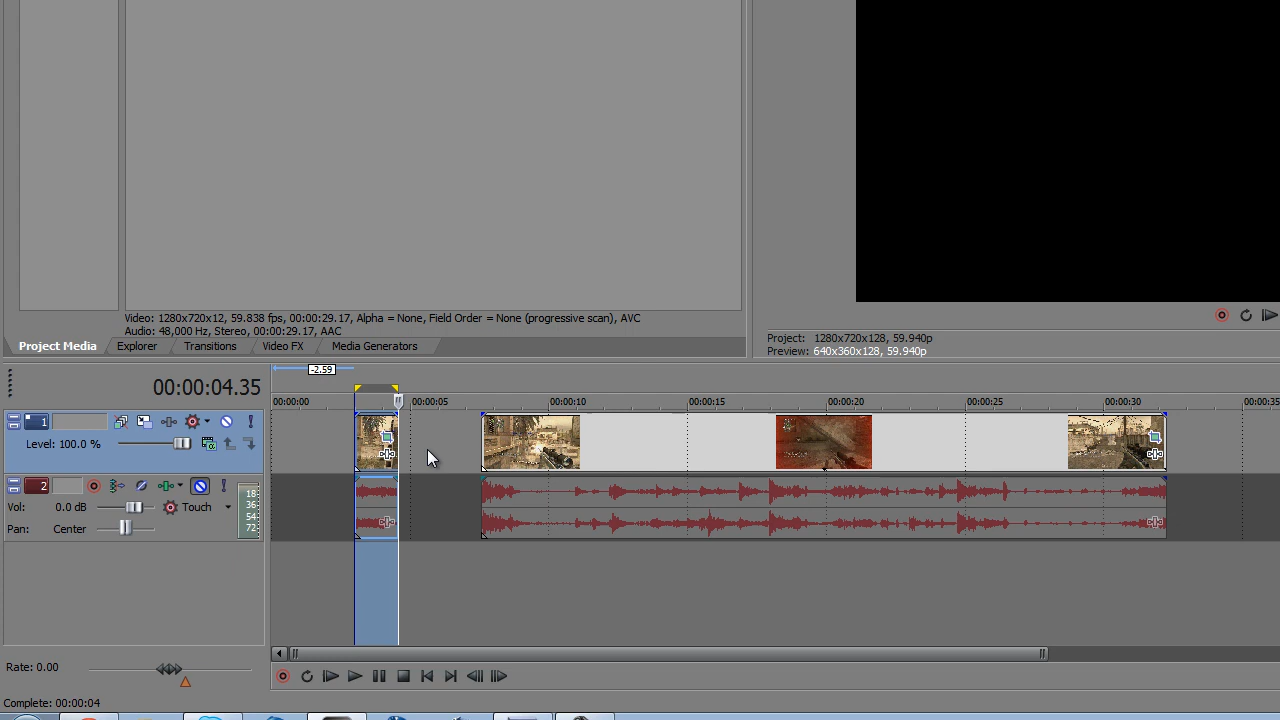 Video: 1280x720x12, 59.838 fps, 00:00:29.17, Alpha = None, Field Order = None (progressive scan), AVC
Audio: 48,000 Hz, Stereo, 00:00:29.17, AAC
Project Media Explorer Transitions Video FX Media Generators
Project: 1280x720x128, 59.940p
Preview: 640x360x128, 59.940p
-2.59
00:00:04.35
00:00:00 00:00:05 00:00:10 00:00:15 00:00:20 00:00:25 00:00:30 00:00:35
1
Level: 100.0 %
2
Vol: 0.0 dB Touch
Pan: Center
18
36
54
72
Rate: 0.00
Complete: 00:00:04